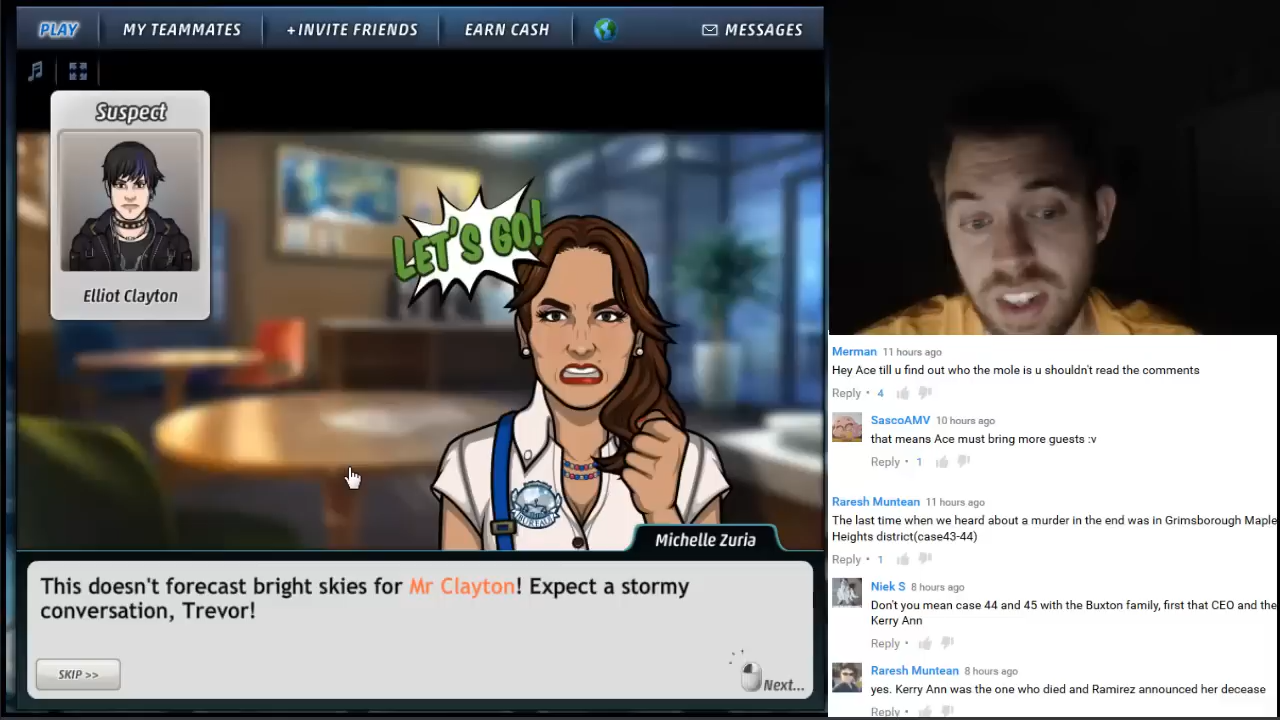 PLAY
MY TEAMMATES
+INVITE FRIENDS
EARN CASH
MESSAGES
Suspect
Elliot Clayton
LET'S GO!
BUREAU
Michelle Zuria
This doesn't forecast bright skies for Mr Clayton! Expect a stormy
conversation, Trevor!
SKIP >>
Next...
Merman 11 hours ago
Hey Ace till u find out who the mole is u shouldn't read the comments
Reply • 4
SascoAMV 10 hours ago
that means Ace must bring more guests :v
Reply • 1
Raresh Muntean 11 hours ago
The last time when we heard about a murder in the end was in Grimsborough Maple
Heights district(case43-44)
Reply • 1
Niek S 8 hours ago
Don't you mean case 44 and 45 with the Buxton family, first that CEO and the
Kerry Ann
Reply •
Raresh Muntean 8 hours ago
yes. Kerry Ann was the one who died and Ramirez announced her decease
Reply •